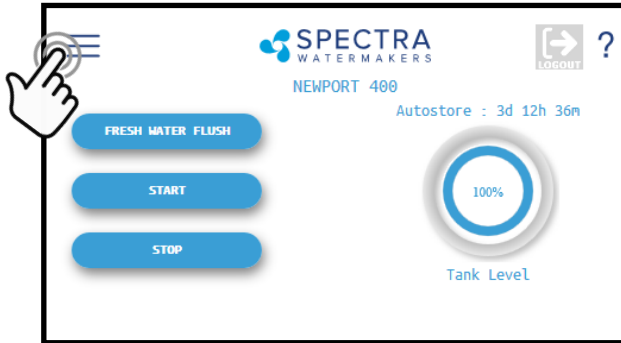 SPECTRA
WATERMAKERS
LOGOUT
?
NEWPORT 400
Autostore : 3d 12h 36m
FRESH WATER FLUSH
START
100%
STOP
Tank Level